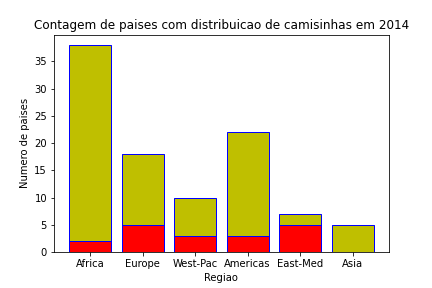 Contagem de paises com distribuicao de camisinhas em 2014
Numero de paises
35
30
25
20
15
10
5
0
Africa Europe West-Pac Americas East-Med Asia
Regiao